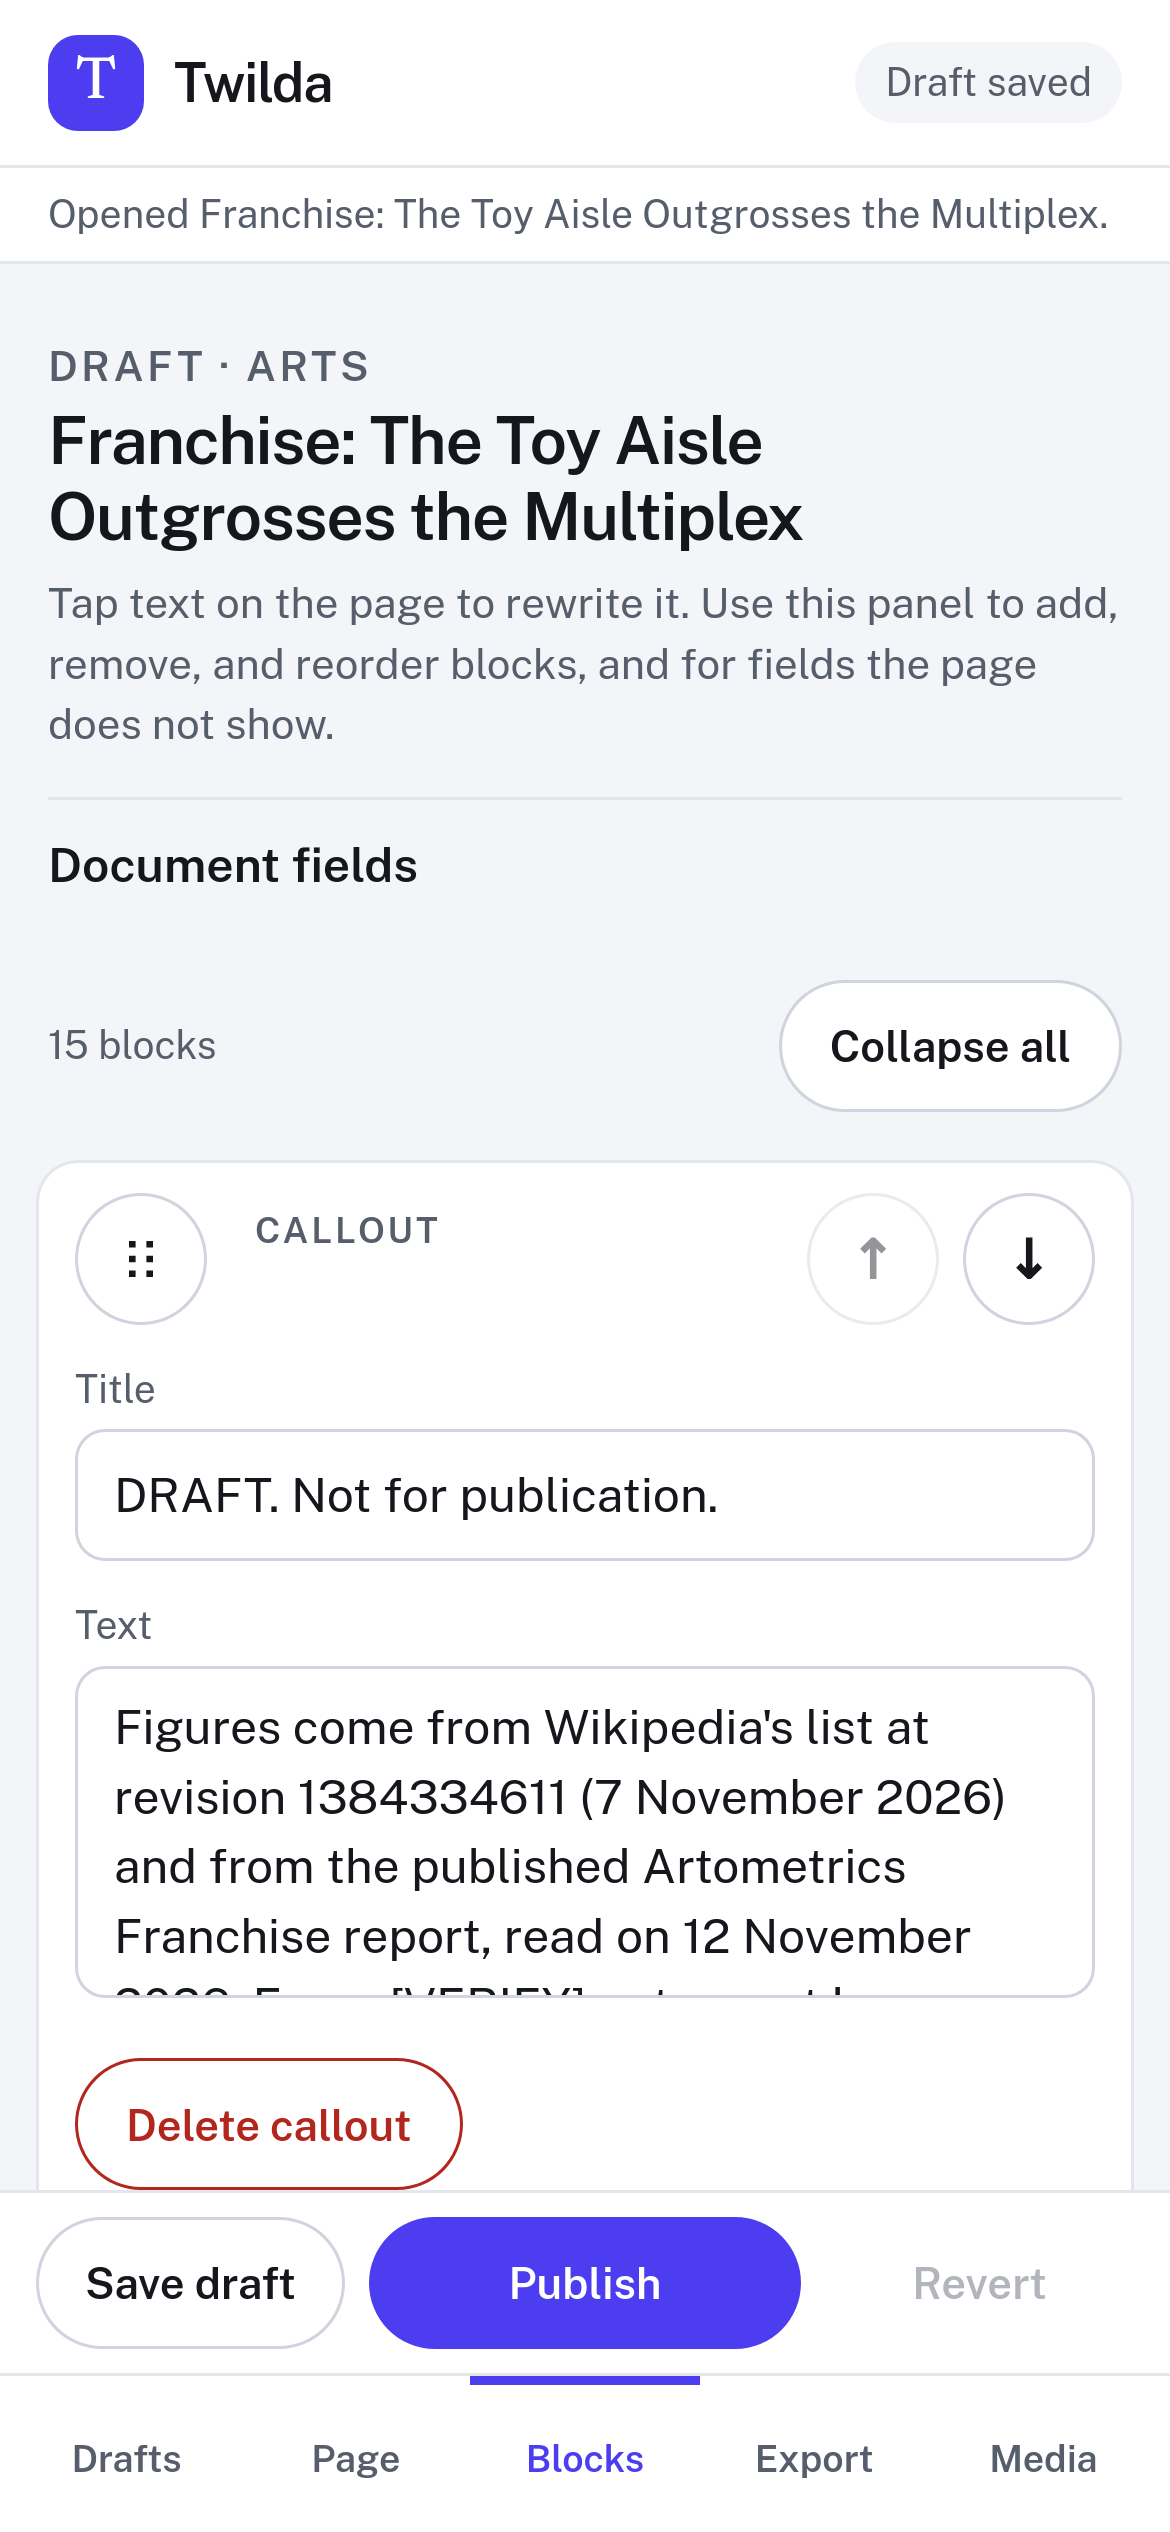 T
Twilda
Draft saved
Opened Franchise: The Toy Aisle Outgrosses the Multiplex.
DRAFT · ARTS
Franchise: The Toy Aisle
Outgrosses the Multiplex
Tap text on the page to rewrite it. Use this panel to add,
remove, and reorder blocks, and for fields the page
does not show.
Document fields
15 blocks
Collapse all
CALLOUT
↑
↓
Title
DRAFT. Not for publication.
Text
Figures come from Wikipedia's list at
revision 1384334611 (7 November 2026)
and from the published Artometrics
Franchise report, read on 12 November
Delete callout
Save draft
Publish
Revert
Drafts
Page
Blocks
Export
Media